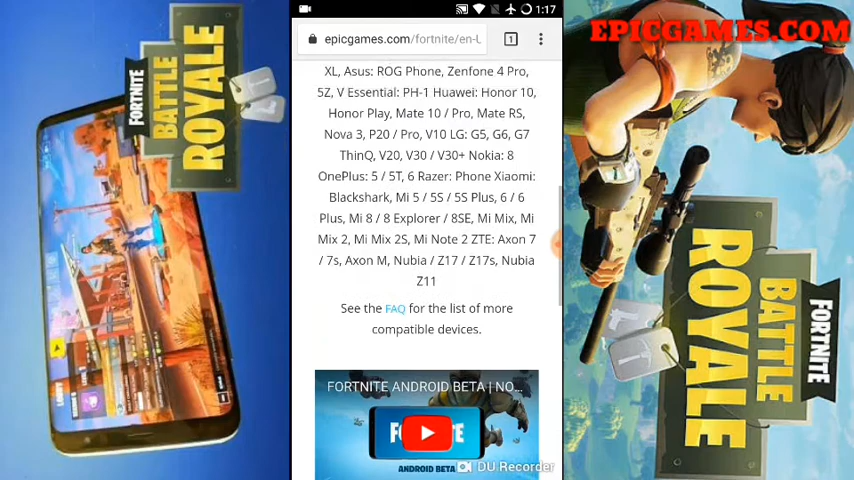 1:17
EPICGAMES.COM
epicgames.com/fortnite/en-U
1
XL, Asus: ROG Phone, Zenfone 4 Pro,
5Z, V Essential: PH-1 Huawei: Honor 10,
Honor Play, Mate 10 / Pro, Mate RS,
Nova 3, P20 / Pro, V10 LG: G5, G6, G7
ThinQ, V20, V30 / V30+ Nokia: 8
OnePlus: 5 / 5T, 6 Razer: Phone Xiaomi:
Blackshark, Mi 5 / 5S / 5S Plus, 6 / 6
Plus, Mi 8 / 8 Explorer / 8SE, Mi Mix, Mi
Mix 2, Mi Mix 2S, Mi Note 2 ZTE: Axon 7
/ 7s, Axon M, Nubia / Z17 / Z17s, Nubia
Z11
See the FAQ for the list of more
compatible devices.
FORTNITE ANDROID BETA | NO...
ANDROID BETA
DU Recorder
FORTNITE
BATTLE
ROYALE
FORTNITE
BATTLE
ROYALE